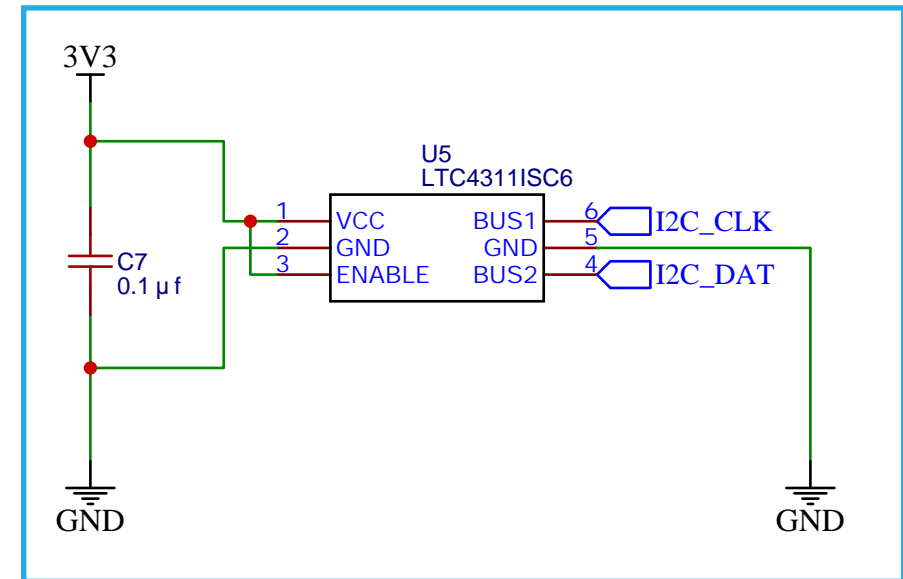 3V3
U5
LTC4311ISC6
1 VCC BUS1 6 I2C_CLK
2 GND GND 5
3 ENABLE BUS2 4 I2C_DAT
C7
0.1 µf
GND GND